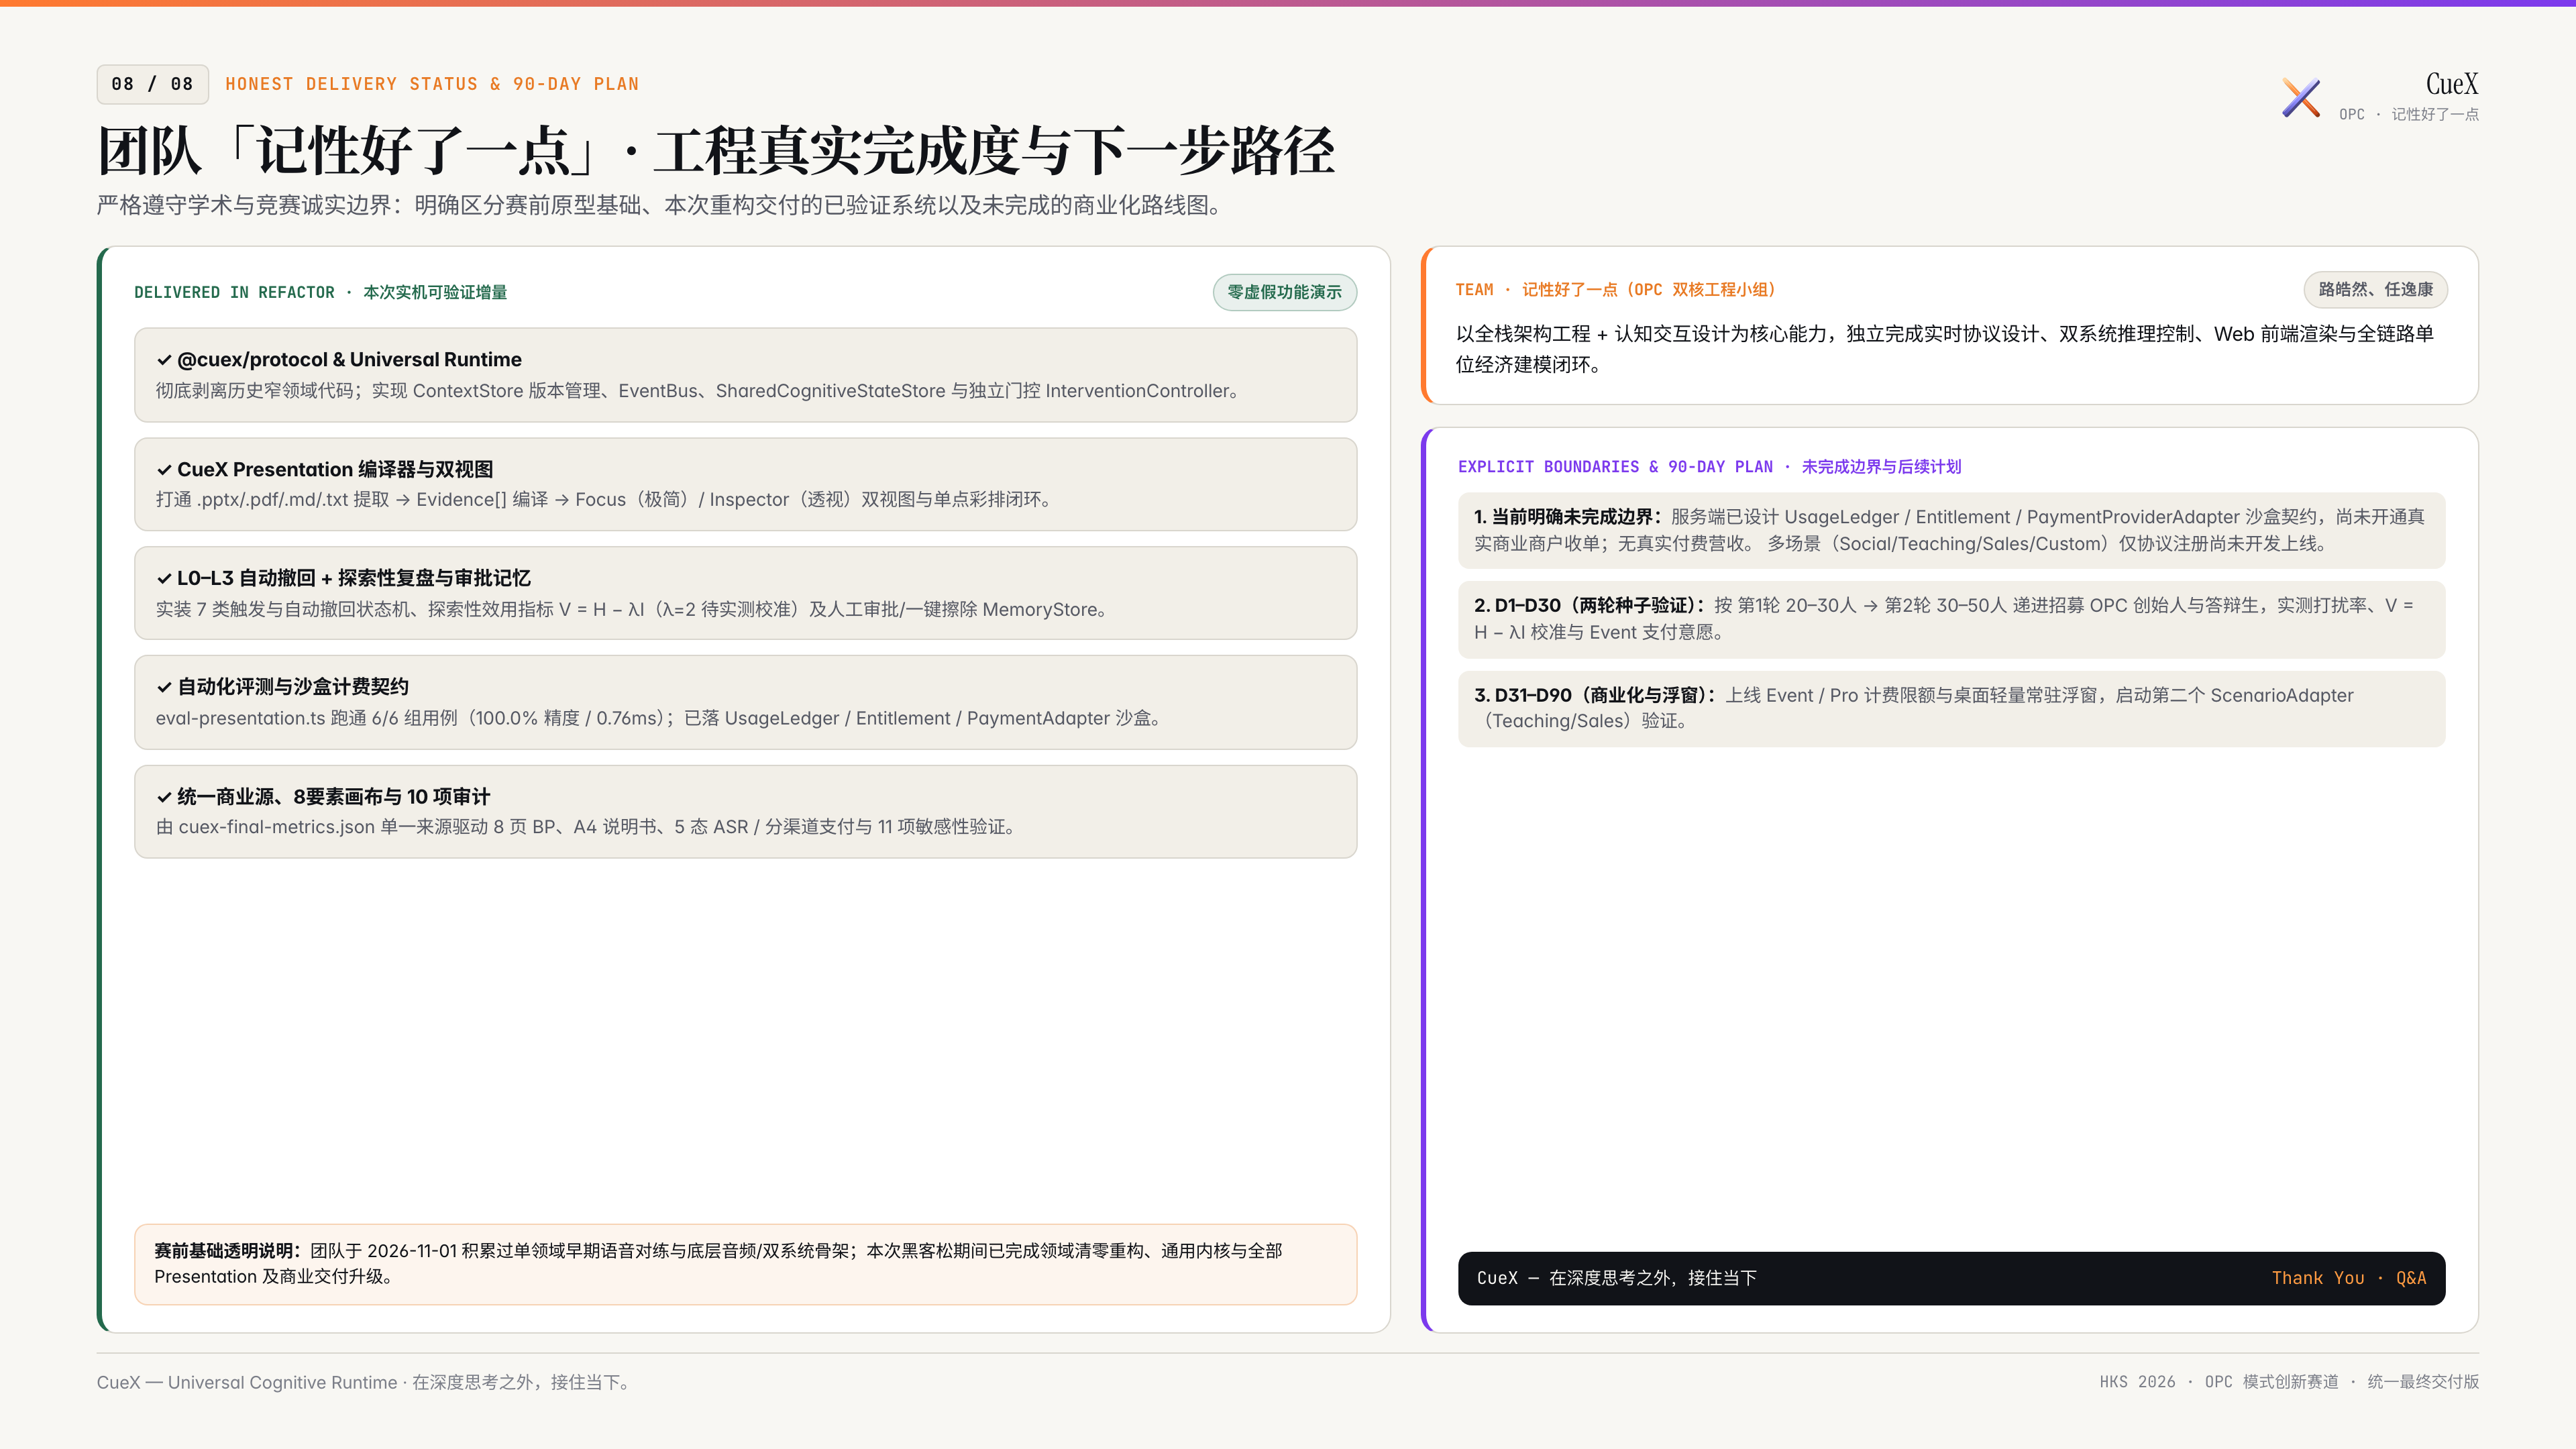 08 / 08
HONEST DELIVERY STATUS & 90-DAY PLAN
CueX
OPC · 记性好了一点
团队「记性好了一点」· 工程真实完成度与下一步路径
严格遵守学术与竞赛诚实边界：明确区分赛前原型基础、本次重构交付的已验证系统以及未完成的商业化路线图。
DELIVERED IN REFACTOR · 本次实机可验证增量
零虚假功能演示
✓ @cuex/protocol & Universal Runtime
彻底剥离历史窄领域代码；实现 ContextStore 版本管理、EventBus、SharedCognitiveStateStore 与独立门控 InterventionController。
✓ CueX Presentation 编译器与双视图
打通 .pptx/.pdf/.md/.txt 提取 → Evidence[] 编译 → Focus（极简）/ Inspector（透视）双视图与单点彩排闭环。
✓ L0–L3 自动撤回 + 探索性复盘与审批记忆
实装 7 类触发与自动撤回状态机、探索性效用指标 V = H − λI（λ=2 待实测校准）及人工审批/一键擦除 MemoryStore。
✓ 自动化评测与沙盒计费契约
eval-presentation.ts 跑通 6/6 组用例（100.0% 精度 / 0.76ms）；已落 UsageLedger / Entitlement / PaymentAdapter 沙盒。
✓ 统一商业源、8要素画布与 10 项审计
由 cuex-final-metrics.json 单一来源驱动 8 页 BP、A4 说明书、5 态 ASR / 分渠道支付与 11 项敏感性验证。
赛前基础透明说明：团队于 2026-11-01 积累过单领域早期语音对练与底层音频/双系统骨架；本次黑客松期间已完成领域清零重构、通用内核与全部
Presentation 及商业交付升级。
TEAM · 记性好了一点（OPC 双核工程小组）
路皓然、任逸康
以全栈架构工程 + 认知交互设计为核心能力，独立完成实时协议设计、双系统推理控制、Web 前端渲染与全链路单
位经济建模闭环。
EXPLICIT BOUNDARIES & 90-DAY PLAN · 未完成边界与后续计划
1. 当前明确未完成边界：服务端已设计 UsageLedger / Entitlement / PaymentProviderAdapter 沙盒契约，尚未开通真
实商业商户收单；无真实付费营收。 多场景（Social/Teaching/Sales/Custom）仅协议注册尚未开发上线。
2. D1–D30（两轮种子验证）：按 第1轮 20–30人 → 第2轮 30–50人 递进招募 OPC 创始人与答辩生，实测打扰率、V =
H − λI 校准与 Event 支付意愿。
3. D31–D90（商业化与浮窗）：上线 Event / Pro 计费限额与桌面轻量常驻浮窗，启动第二个 ScenarioAdapter
（Teaching/Sales）验证。
CueX — 在深度思考之外，接住当下
Thank You · Q&A
CueX — Universal Cognitive Runtime · 在深度思考之外，接住当下。
HKS 2026 · OPC 模式创新赛道 · 统一最终交付版